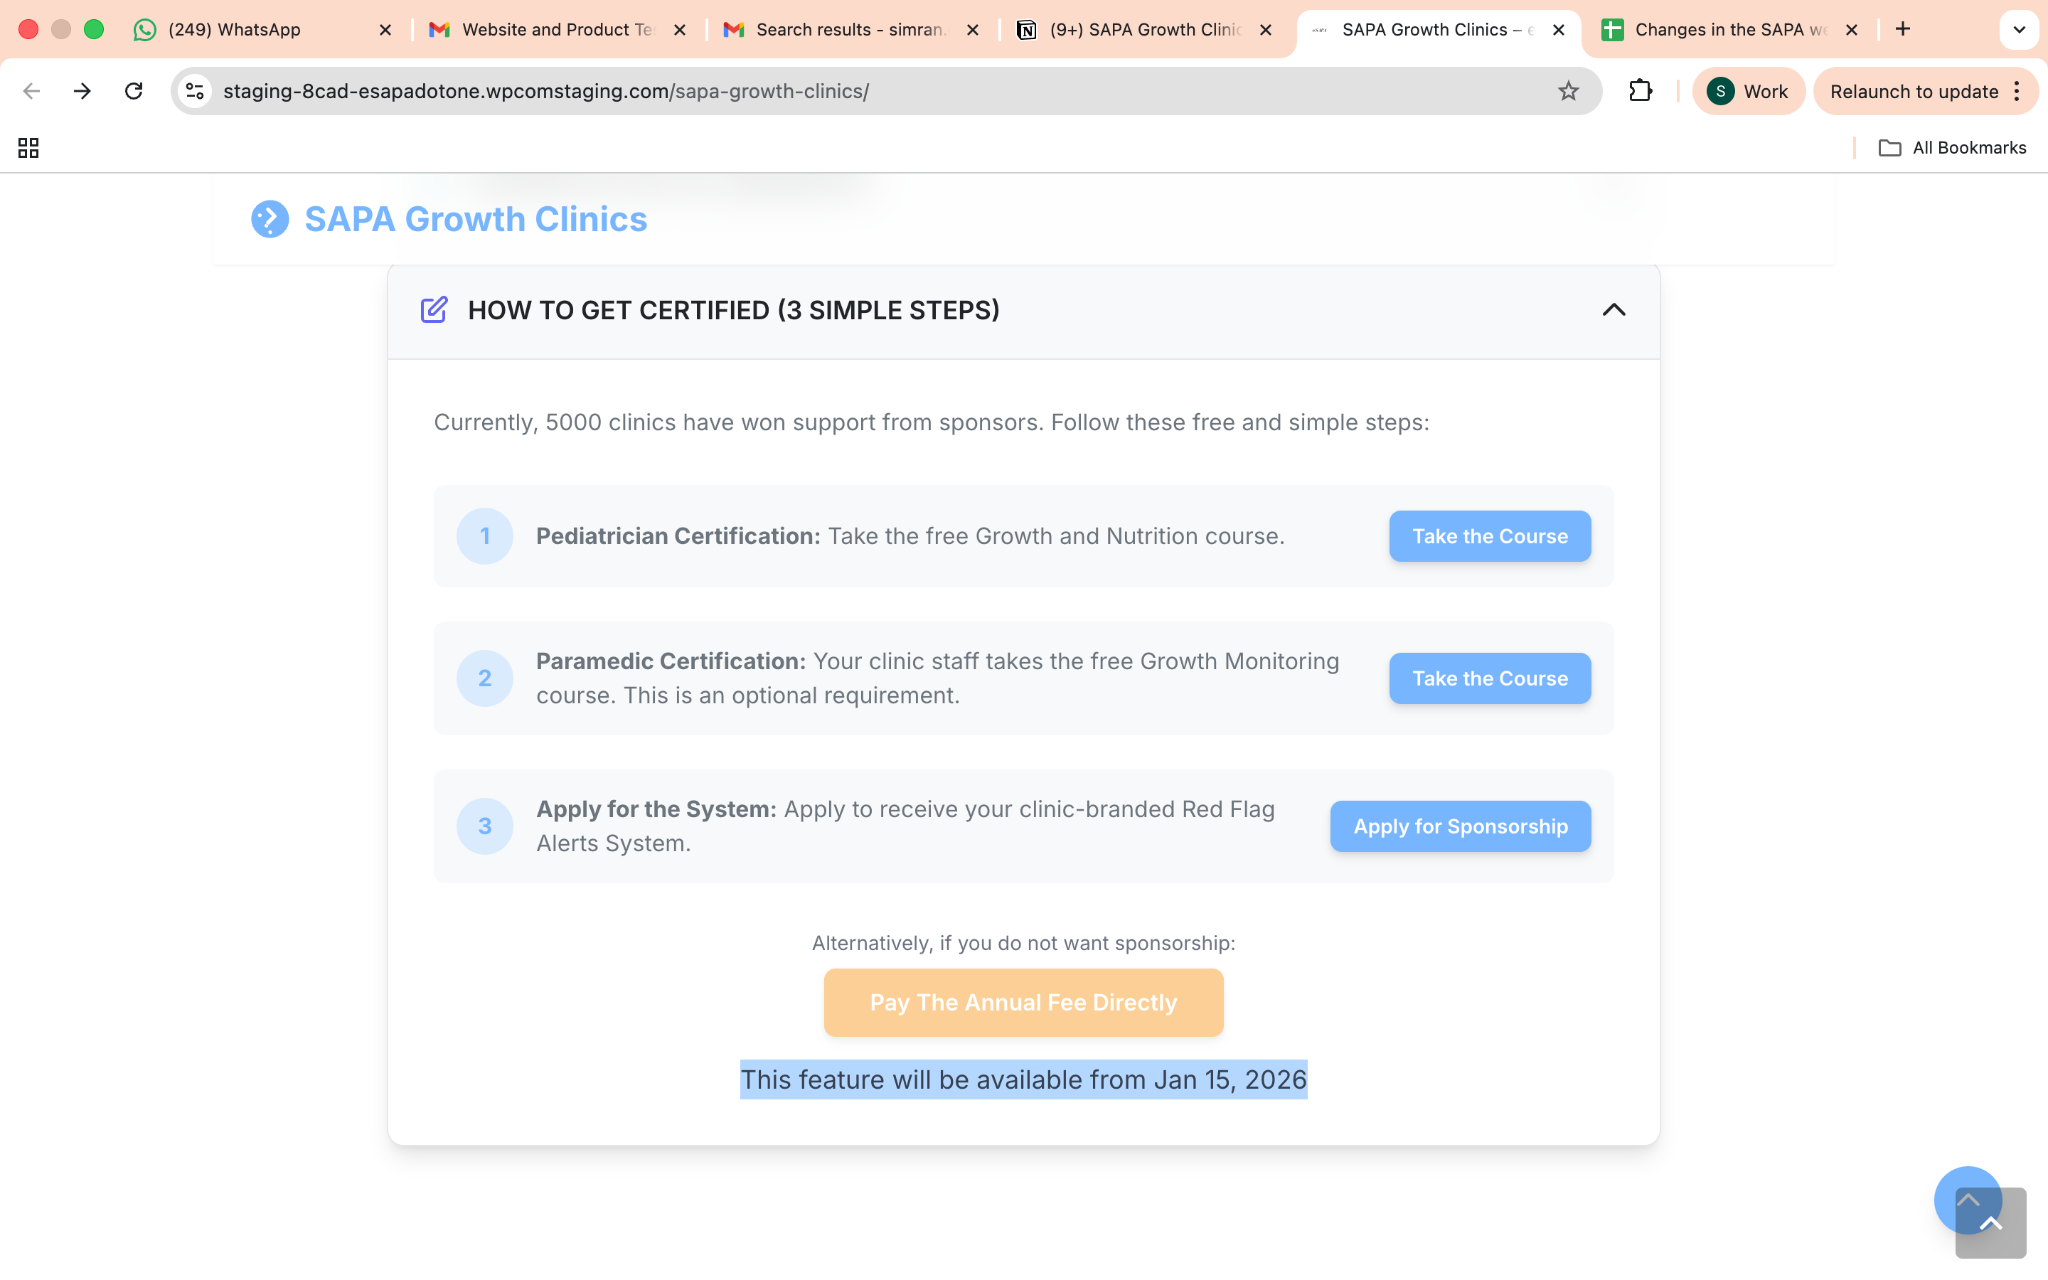 (249) WhatsApp
Website and Product Te
Search results - simran.
(9+) SAPA Growth Clinic
SAPA Growth Clinics – e
Changes in the SAPA we
staging-8cad-esapadotone.wpcomstaging.com/sapa-growth-clinics/
S Work
Relaunch to update
All Bookmarks
SAPA Growth Clinics
HOW TO GET CERTIFIED (3 SIMPLE STEPS)
Currently, 5000 clinics have won support from sponsors. Follow these free and simple steps:
1 Pediatrician Certification: Take the free Growth and Nutrition course.
Take the Course
2 Paramedic Certification: Your clinic staff takes the free Growth Monitoring
course. This is an optional requirement.
Take the Course
3 Apply for the System: Apply to receive your clinic-branded Red Flag
Alerts System.
Apply for Sponsorship
Alternatively, if you do not want sponsorship:
Pay The Annual Fee Directly
This feature will be available from Jan 15, 2026